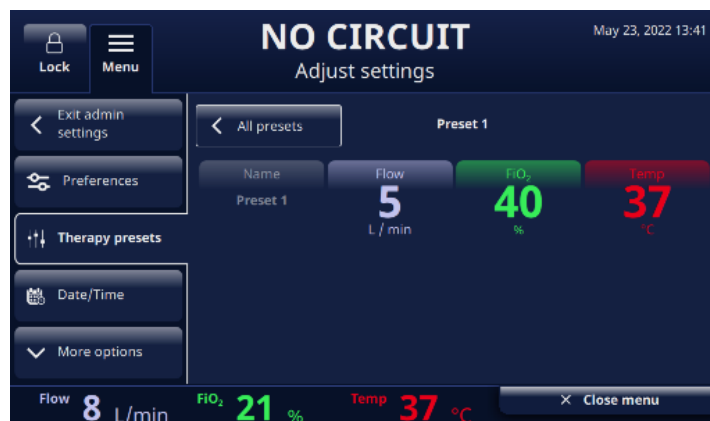 NO CIRCUIT
May 23, 2022 13:41
Adjust settings
Lock
Menu
Exit admin
settings
Preferences
Therapy presets
Date/Time
More options
All presets
Preset 1
Name
Preset 1
Flow
5
L / min
FiO₂
40
%
Temp
37
°C
Flow 8 L/min
FiO₂ 21 %
Temp 37 °C
× Close menu